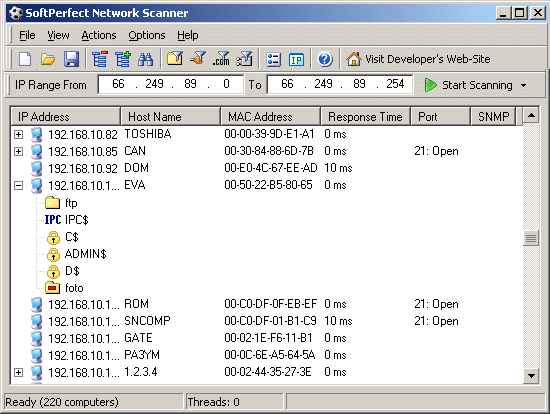 SoftPerfect Network Scanner
File View Actions Options Help
.com Visit Developer's Web-Site
IP Range From 66 . 249 . 89 . 0 To 66 . 249 . 89 . 254 Start Scanning
IP Address Host Name MAC Address Response Time Port SNMP
192.168.10.82 TOSHIBA 00-00-39-9D-E1-A1 0 ms
192.168.10.85 CAN 00-30-84-88-6D-7B 0 ms 21: Open
192.168.10.92 DOM 00-E0-4C-67-EE-AD 10 ms
192.168.10.1... EVA 00-50-22-B5-80-65 0 ms
ftp
IPC IPC$
C$
ADMIN$
D$
foto
192.168.10.1... ROM 00-C0-DF-0F-EB-EF 0 ms 21: Open
192.168.10.1... SNCOMP 00-C0-DF-01-B1-C9 10 ms 21: Open
192.168.10.1... GATE 00-02-1E-F6-11-B1 0 ms
192.168.10.1... PA3YM 00-0C-6E-A5-64-5A 0 ms
192.168.10.1... 1.2.3.4 00-02-44-35-27-3E 0 ms
Ready (220 computers) Threads: 0